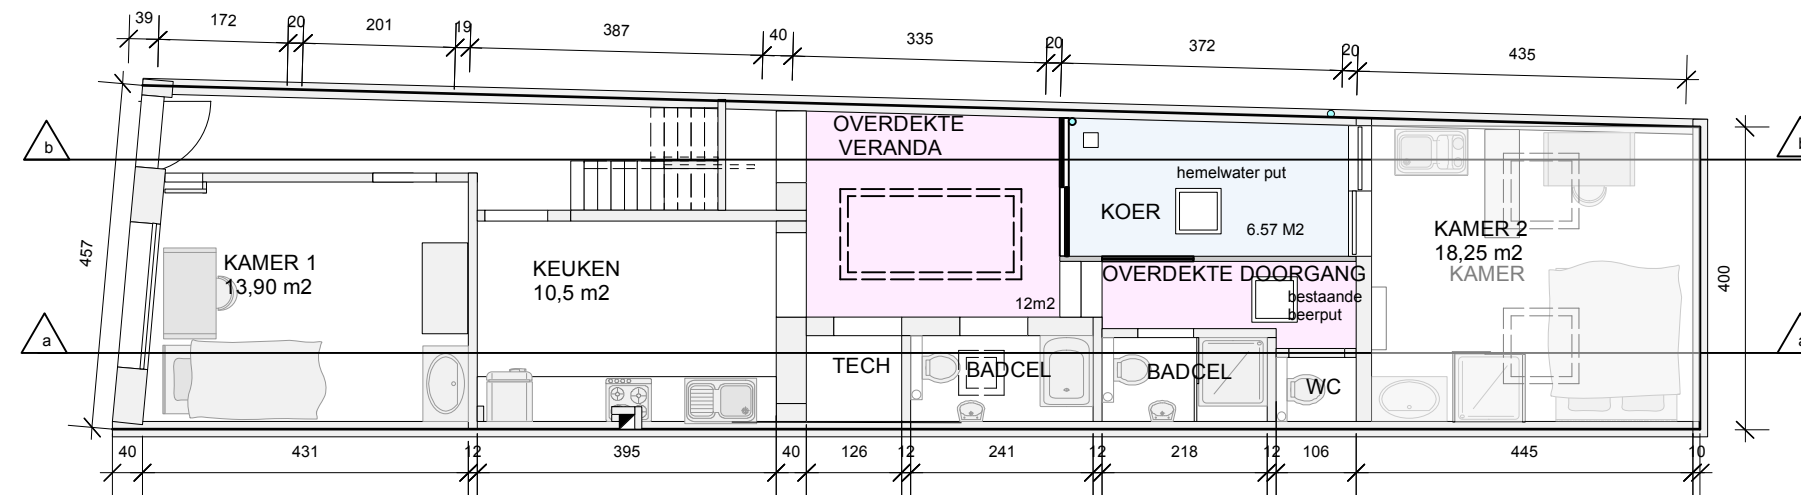 39
172
20
201
19
387
40
335
20
372
20
435
b
b
OVERDEKTE
VERANDA
hemelwater put
KOER
6.57 M2
KAMER 2
18,25 m2
KAMER
457
KAMER 1
13,90 m2
KEUKEN
10,5 m2
OVERDEKTE DOORGANG
12m2
bestaande
beerput
400
a
a
TECH
BADCEL
BADCEL
WC
40
431
12
395
40
126
12
241
12
218
12
106
445
10